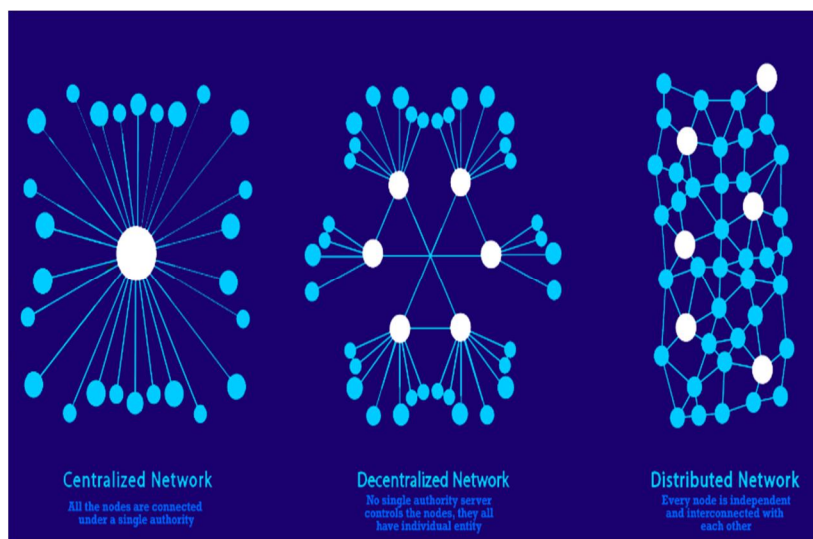 Centralized Network
All the nodes are connected
under a single authority
Decentralized Network
No single authority server
controls the nodes, they all
have individual entity
Distributed Network
Every node is independent
and interconnected with
each other